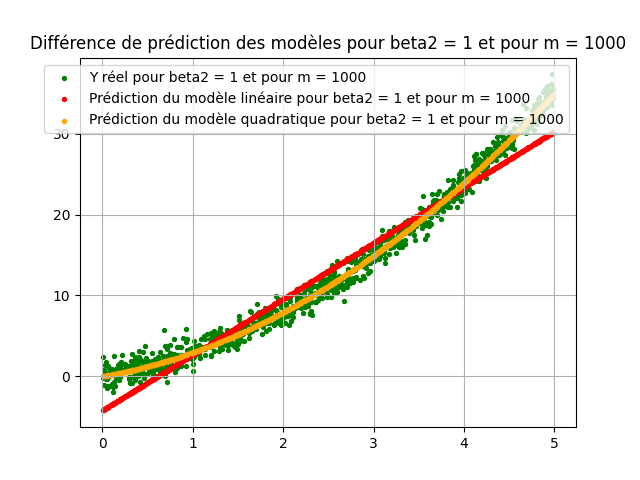 Différence de prédiction des modèles pour beta2 = 1 et pour m = 1000
Y réel pour beta2 = 1 et pour m = 1000
Prédiction du modèle linéaire pour beta2 = 1 et pour m = 1000
Prédiction du modèle quadratique pour beta2 = 1 et pour m = 1000
30
20
10
0
0 1 2 3 4 5